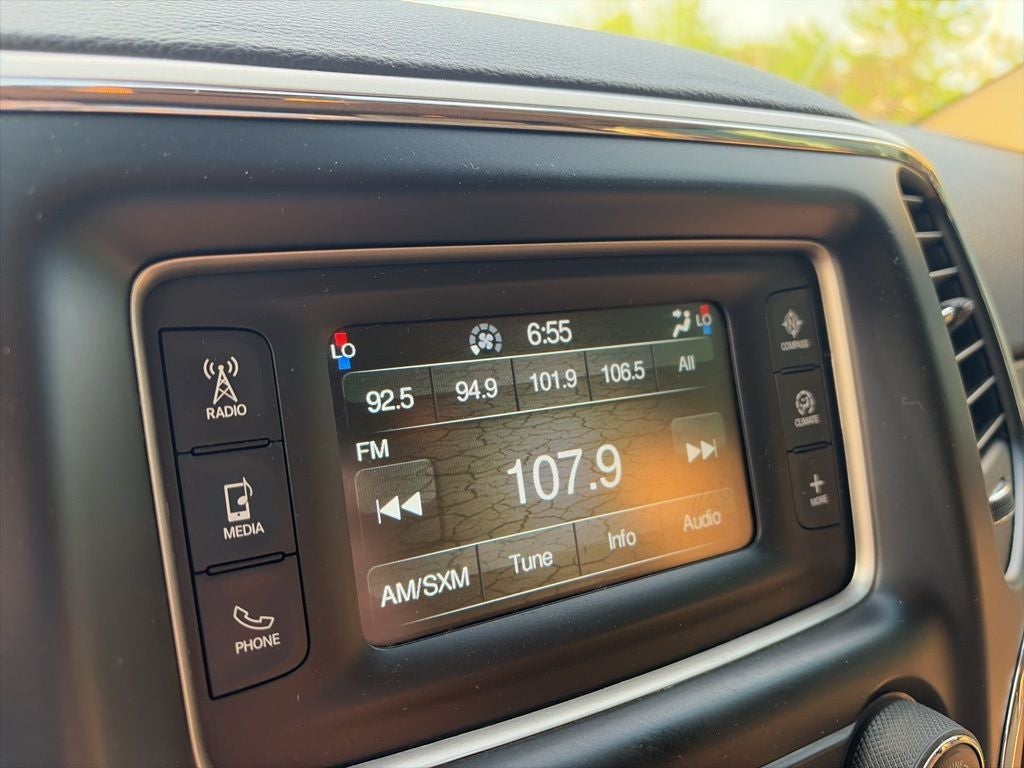 LO 6:55 LO
92.5 94.9 101.9 106.5 All
FM
107.9
AM/SXM Tune Info Audio
RADIO
MEDIA
PHONE
COMPASS
CLIMATE
MORE